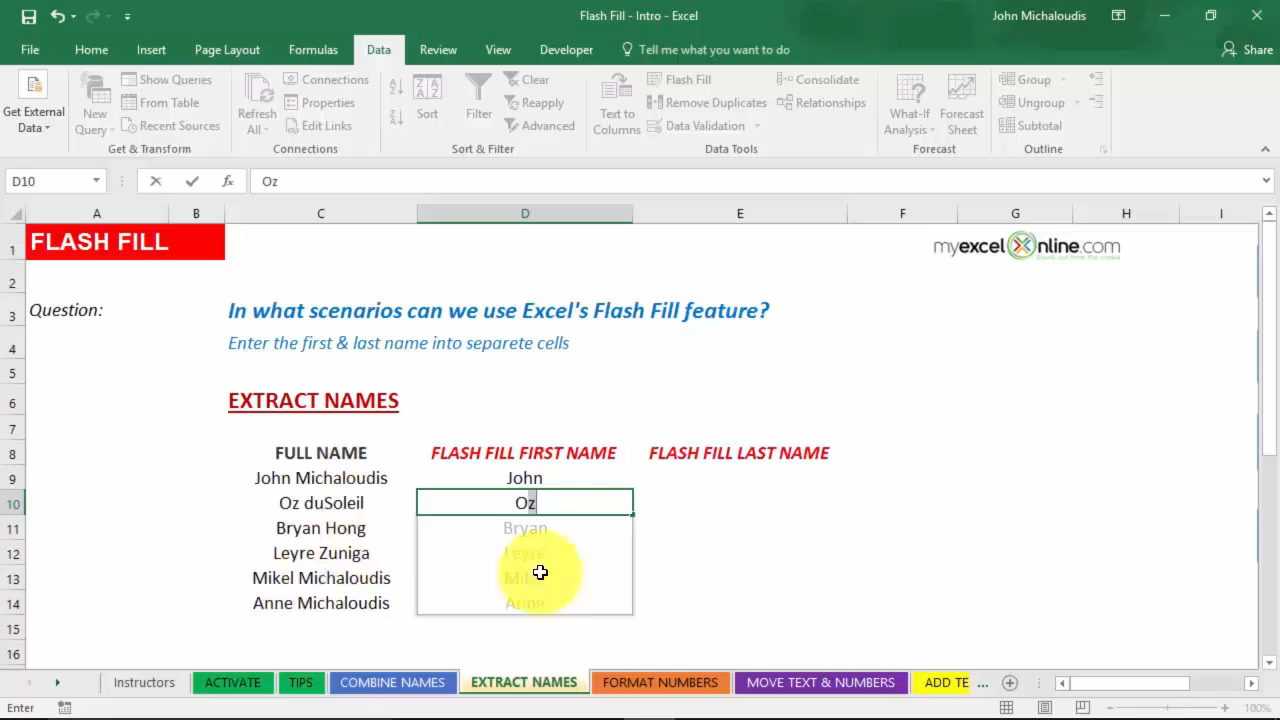 Flash Fill - Intro - Excel
John Michaloudis
File Home Insert Page Layout Formulas Data Review View Developer Tell me what you want to do Share
Get External Data
New Query
Show Queries
From Table
Recent Sources
Get & Transform
Refresh All
Connections
Properties
Edit Links
Connections
Sort
Filter
Clear
Reapply
Advanced
Sort & Filter
Text to Columns
Flash Fill
Remove Duplicates
Data Validation
Consolidate
Relationships
Data Tools
What-If Analysis
Forecast Sheet
Forecast
Group
Ungroup
Subtotal
Outline
D10 fx Oz
A B C D E F G H I
1 FLASH FILL
myexcelonline.com
2
3 Question: In what scenarios can we use Excel's Flash Fill feature?
4 Enter the first & last name into separete cells
5
6 EXTRACT NAMES
7
8 FULL NAME FLASH FILL FIRST NAME FLASH FILL LAST NAME
9 John Michaloudis John
10 Oz duSoleil Oz
11 Bryan Hong Bryan
12 Leyre Zuniga Leyre
13 Mikel Michaloudis
14 Anne Michaloudis Anne
15
16
Instructors ACTIVATE TIPS COMBINE NAMES EXTRACT NAMES FORMAT NUMBERS MOVE TEXT & NUMBERS ADD TE ...
Enter 100%